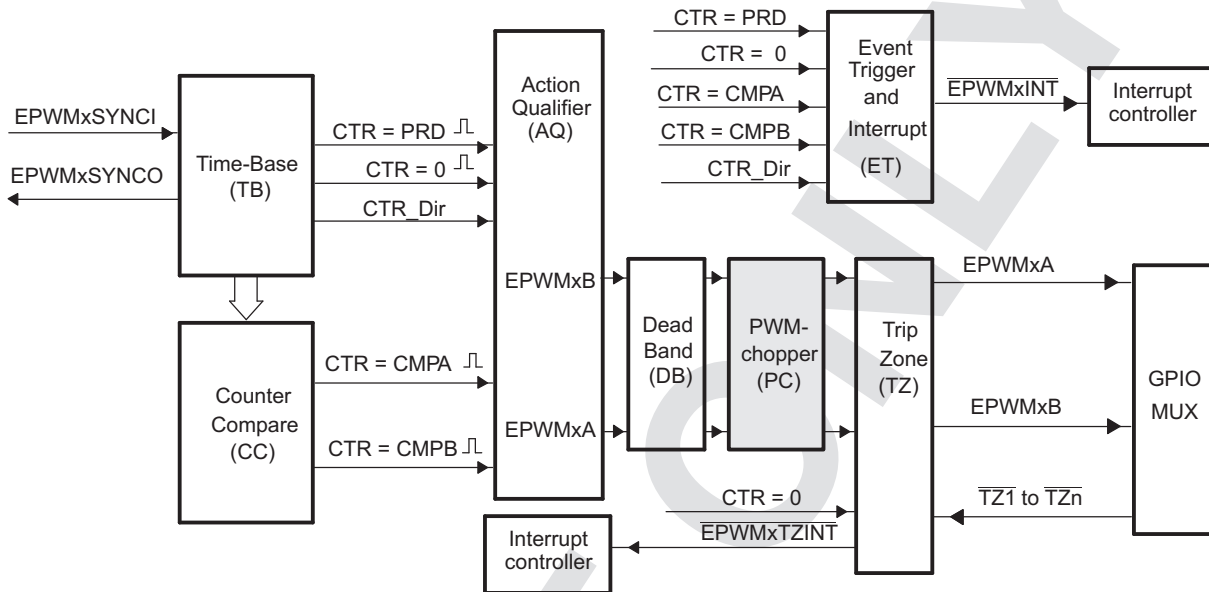 EPWMxSYNCI
EPWMxSYNCO
Time-Base
(TB)
CTR = PRD
CTR = 0
CTR_Dir
Counter
Compare
(CC)
CTR = CMPA
CTR = CMPB
Action
Qualifier
(AQ)
EPWMxB
EPWMxA
Dead
Band
(DB)
PWM-
chopper
(PC)
CTR = PRD
CTR = 0
CTR = CMPA
CTR = CMPB
CTR_Dir
Event
Trigger
and
Interrupt
(ET)
EPWMxINT
Interrupt
controller
Trip
Zone
(TZ)
EPWMxA
EPWMxB
TZ1 to TZn
GPIO
MUX
CTR = 0
EPWMxTZINT
Interrupt
controller
ONLY